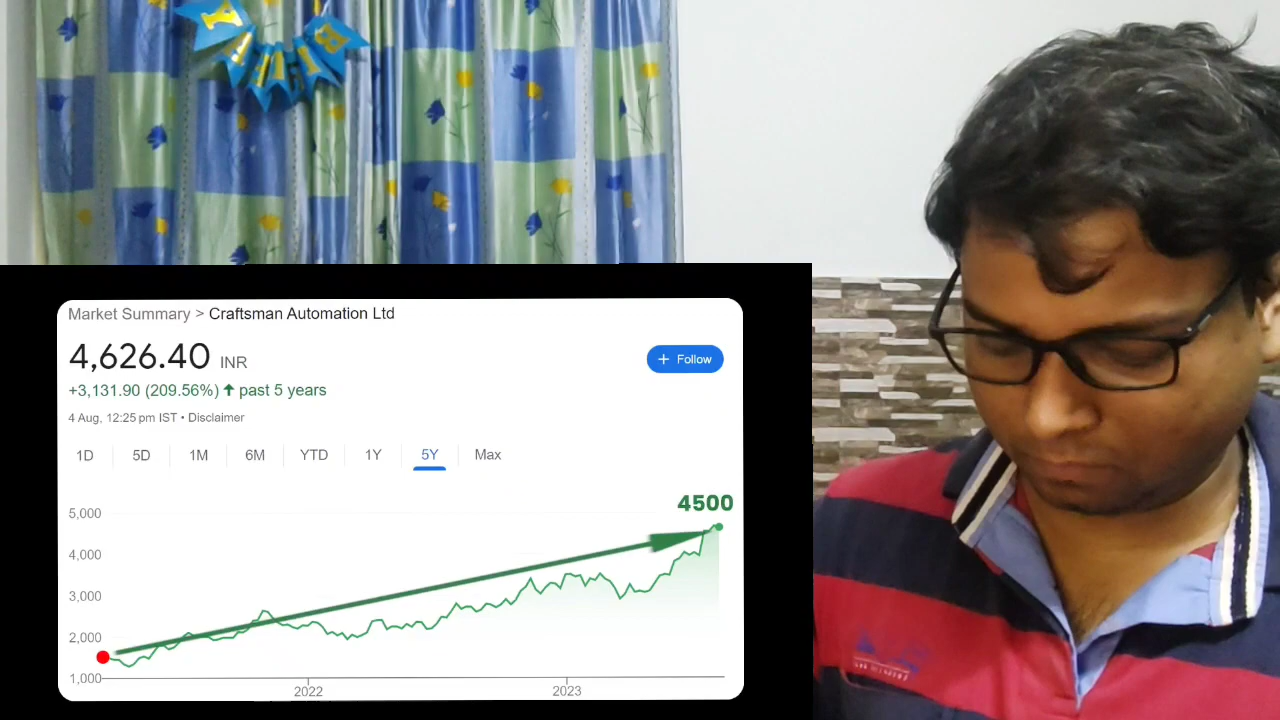 Market Summary > Craftsman Automation Ltd
4,626.40 INR
+ Follow
+3,131.90 (209.56%) ↑ past 5 years
4 Aug, 12:25 pm IST • Disclaimer
1D 5D 1M 6M YTD 1Y 5Y Max
4500
5,000
4,000
3,000
2,000
1,000
2022 2023